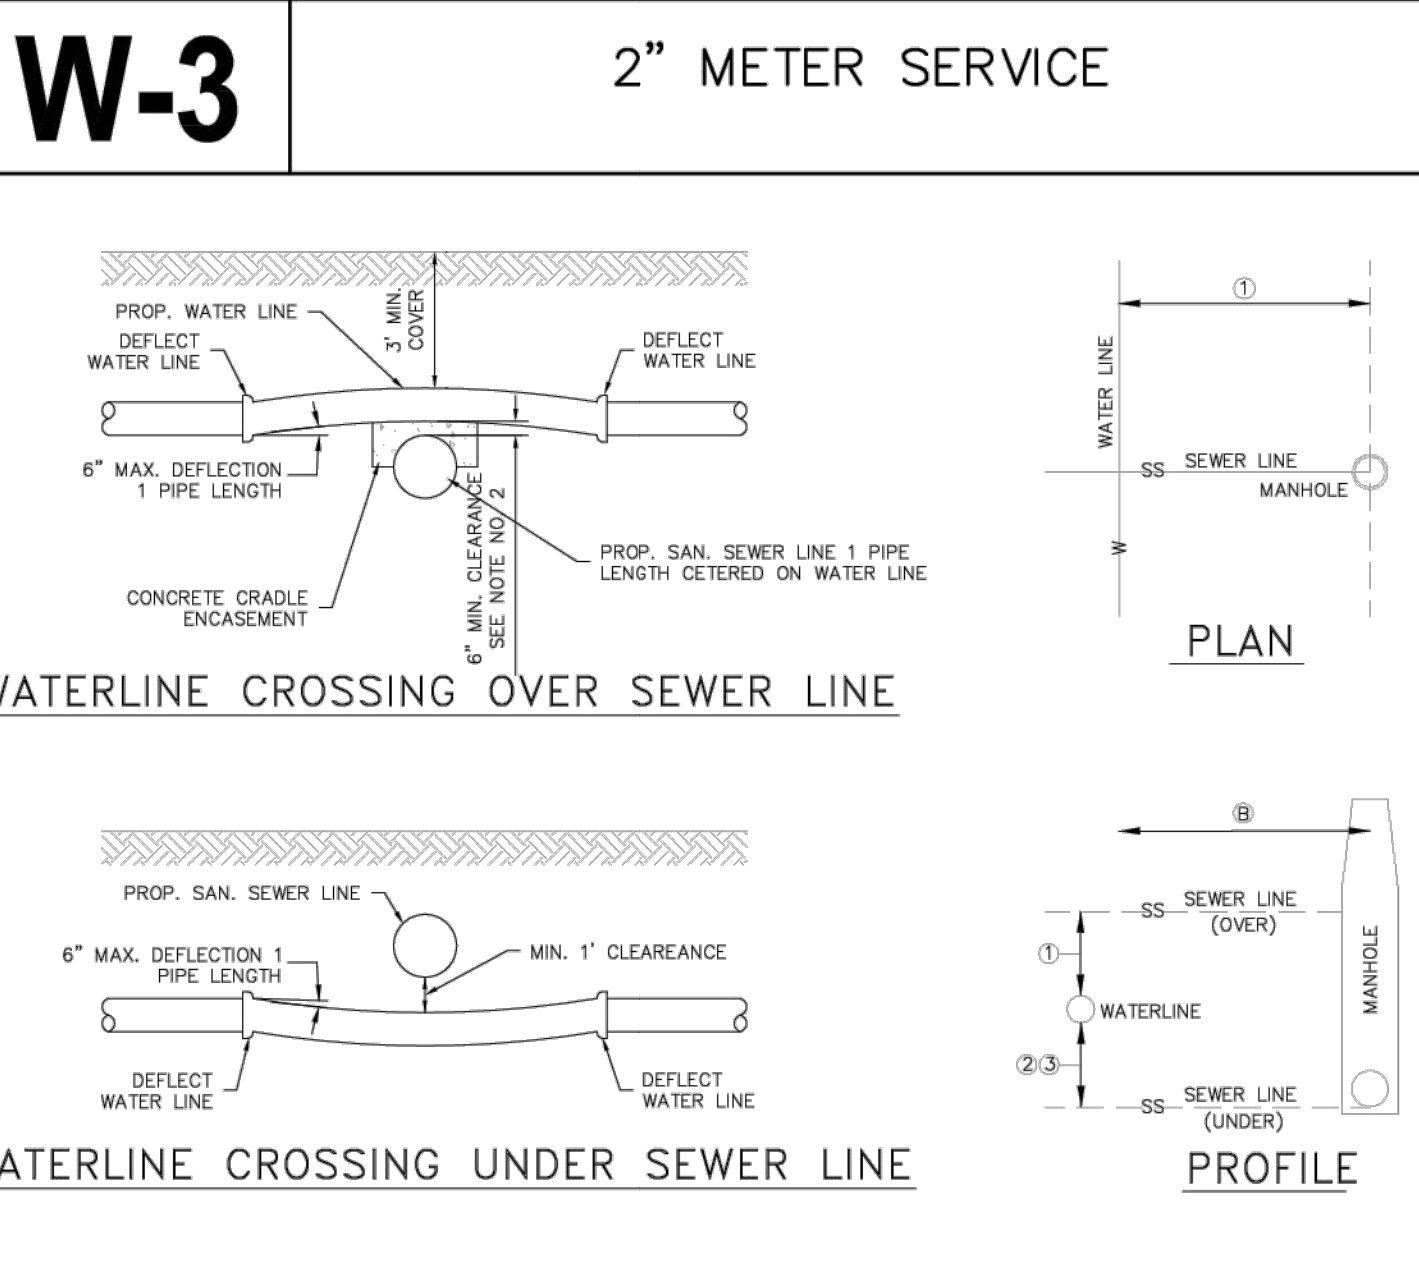 W-3
2” METER SERVICE
PROP. WATER LINE
DEFLECT
WATER LINE
3' MIN.
COVER
DEFLECT
WATER LINE
6” MAX. DEFLECTION
1 PIPE LENGTH
CONCRETE CRADLE
ENCASEMENT
6” MIN. CLEARANCE
SEE NOTE NO. 2
PROP. SAN. SEWER LINE 1 PIPE
LENGTH CETERED ON WATER LINE
WATERLINE CROSSING OVER SEWER LINE
1
WATER LINE
SS
SEWER LINE
MANHOLE
W
PLAN
PROP. SAN. SEWER LINE
6” MAX. DEFLECTION 1
PIPE LENGTH
MIN. 1' CLEAREANCE
DEFLECT
WATER LINE
DEFLECT
WATER LINE
ATERLINE CROSSING UNDER SEWER LINE
B
SS
SEWER LINE
(OVER)
1
WATERLINE
MANHOLE
2 3
SS
SEWER LINE
(UNDER)
PROFILE